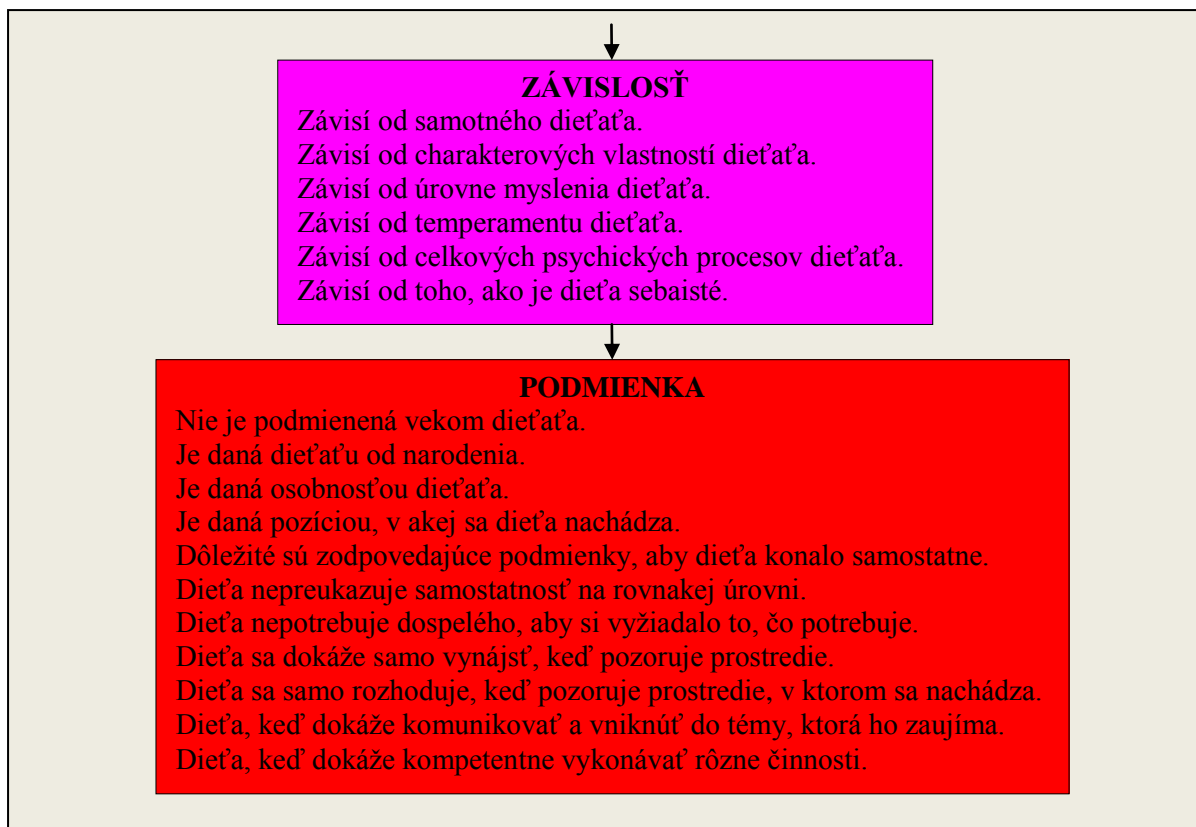 ZÁVISLOSŤ
Závisí od samotného dieťaťa.
Závisí od charakterových vlastností dieťaťa.
Závisí od úrovne myslenia dieťaťa.
Závisí od temperamentu dieťaťa.
Závisí od celkových psychických procesov dieťaťa.
Závisí od toho, ako je dieťa sebaisté.
PODMIENKA
Nie je podmienená vekom dieťaťa.
Je daná dieťaťu od narodenia.
Je daná osobnosťou dieťaťa.
Je daná pozíciou, v akej sa dieťa nachádza.
Dôležité sú zodpovedajúce podmienky, aby dieťa konalo samostatne.
Dieťa nepreukazuje samostatnosť na rovnakej úrovni.
Dieťa nepotrebuje dospelého, aby si vyžiadalo to, čo potrebuje.
Dieťa sa dokáže samo vynájsť, keď pozoruje prostredie.
Dieťa sa samo rozhoduje, keď pozoruje prostredie, v ktorom sa nachádza.
Dieťa, keď dokáže komunikovať a vniknúť do témy, ktorá ho zaujíma.
Dieťa, keď dokáže kompetentne vykonávať rôzne činnosti.